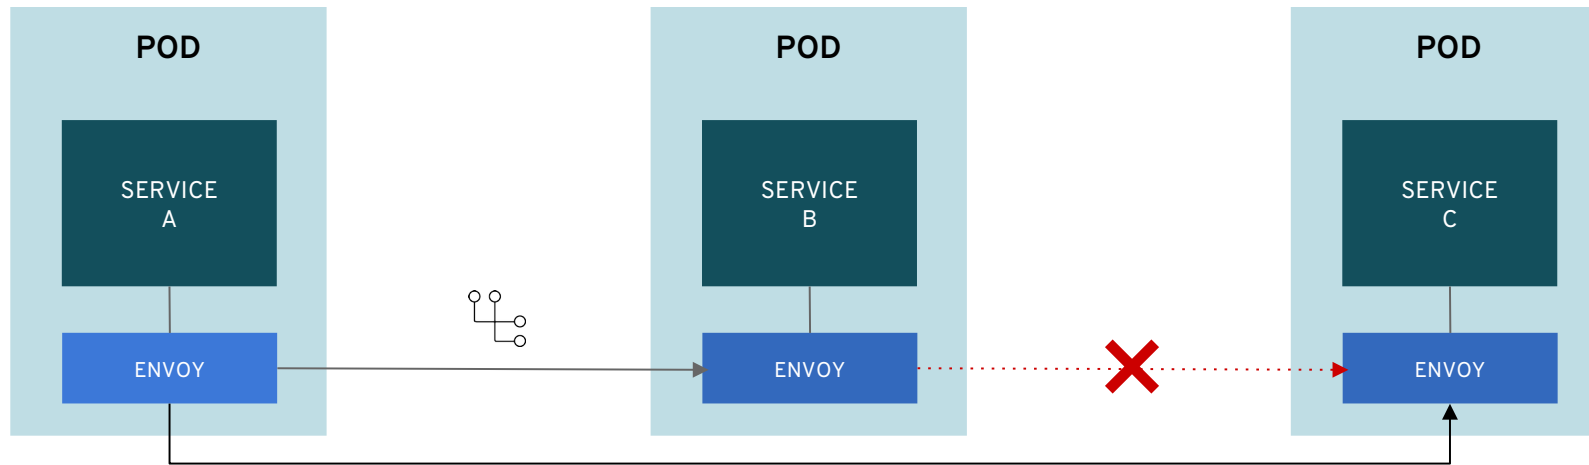 POD
SERVICE
A
ENVOY
POD
SERVICE
B
ENVOY
POD
SERVICE
C
ENVOY